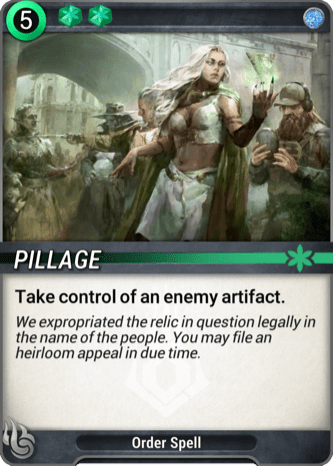 5
PILLAGE
Take control of an enemy artifact.
We expropriated the relic in question legally in
the name of the people. You may file an
heirloom appeal in due time.
Order Spell